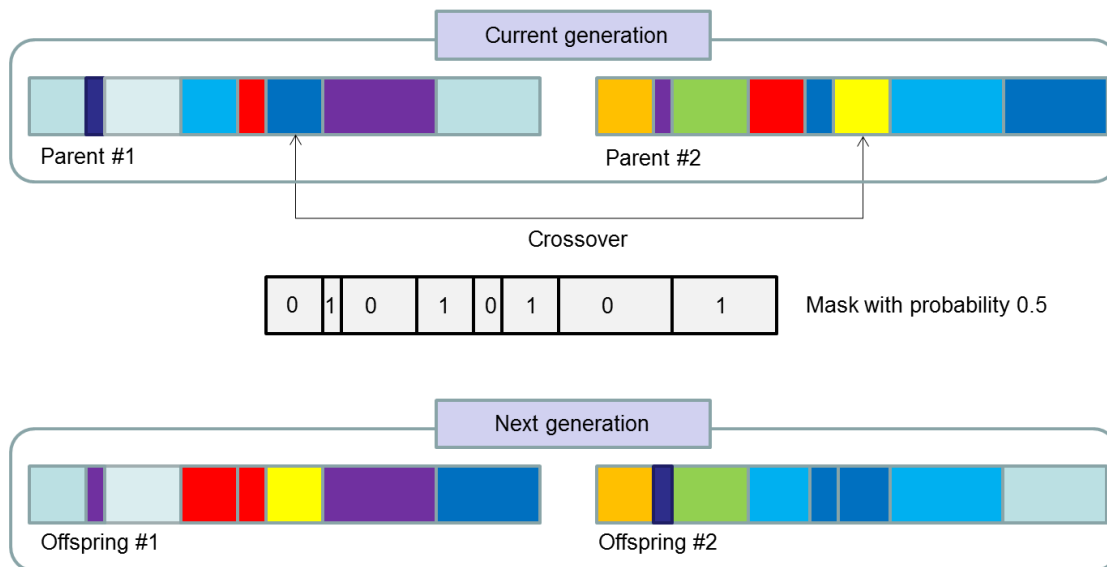 Current generation
Parent #1
Parent #2
Crossover
0 1 0 1 0 1 0 1
Mask with probability 0.5
Next generation
Offspring #1
Offspring #2